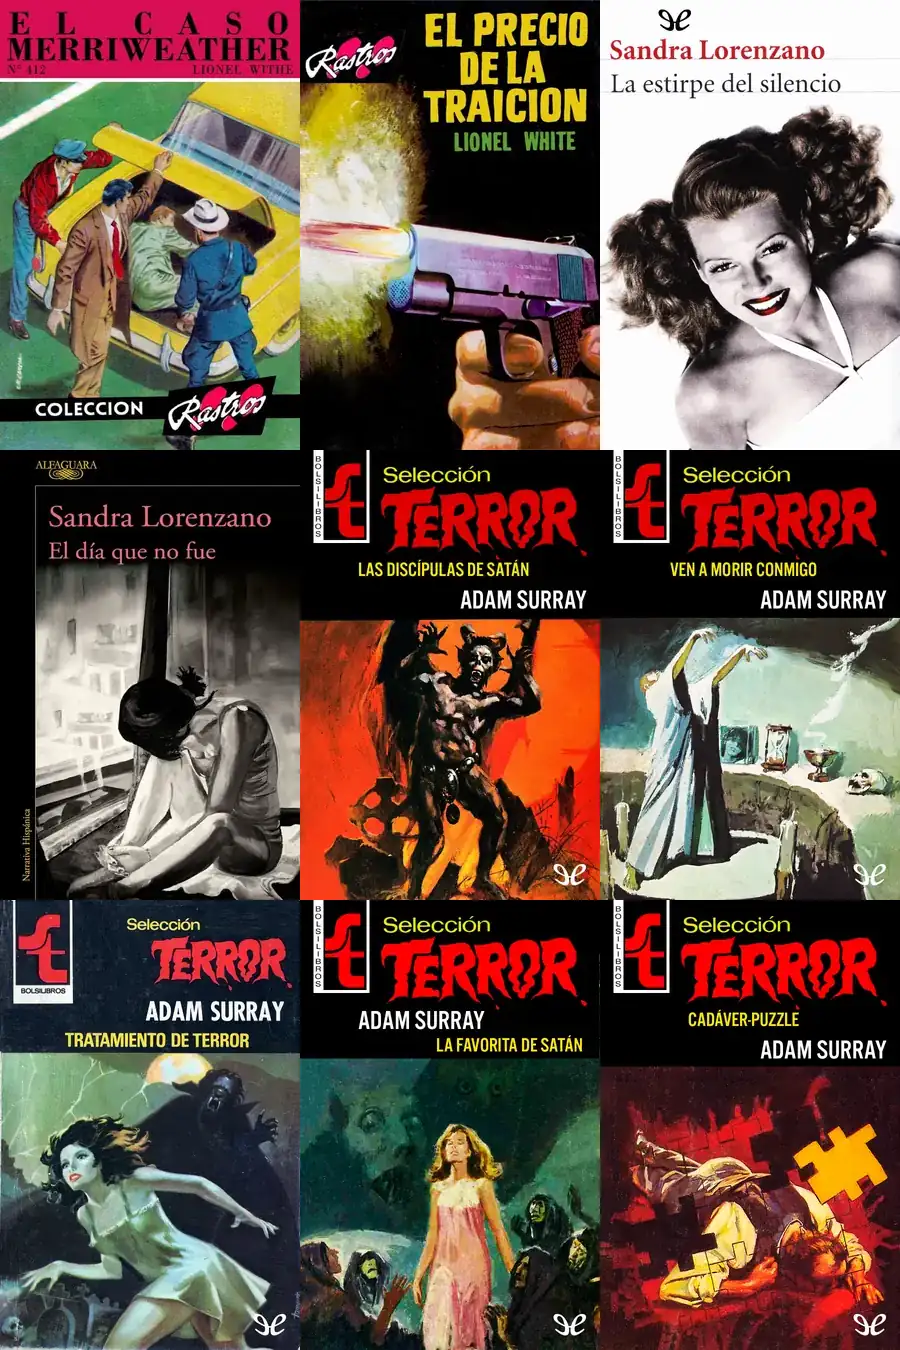 EL CASO
MERRIWEATHER
Nº 412
LIONEL WITHE
COLECCION
Rastros
Rastros
EL PRECIO
DE LA
TRAICION
LIONEL WHITE
Sandra Lorenzano
La estirpe del silencio
ALFAGUARA
Sandra Lorenzano
El día que no fue
Narrativa Hispánica
BOLSILIBROS
Selección
TERROR
LAS DISCÍPULAS DE SATÁN
ADAM SURRAY
BOLSILIBROS
Selección
TERROR
VEN A MORIR CONMIGO
ADAM SURRAY
BOLSILIBROS
Selección
TERROR
ADAM SURRAY
TRATAMIENTO DE TERROR
BOLSILIBROS
Selección
TERROR
ADAM SURRAY
LA FAVORITA DE SATÁN
BOLSILIBROS
Selección
TERROR
CADÁVER-PUZZLE
ADAM SURRAY